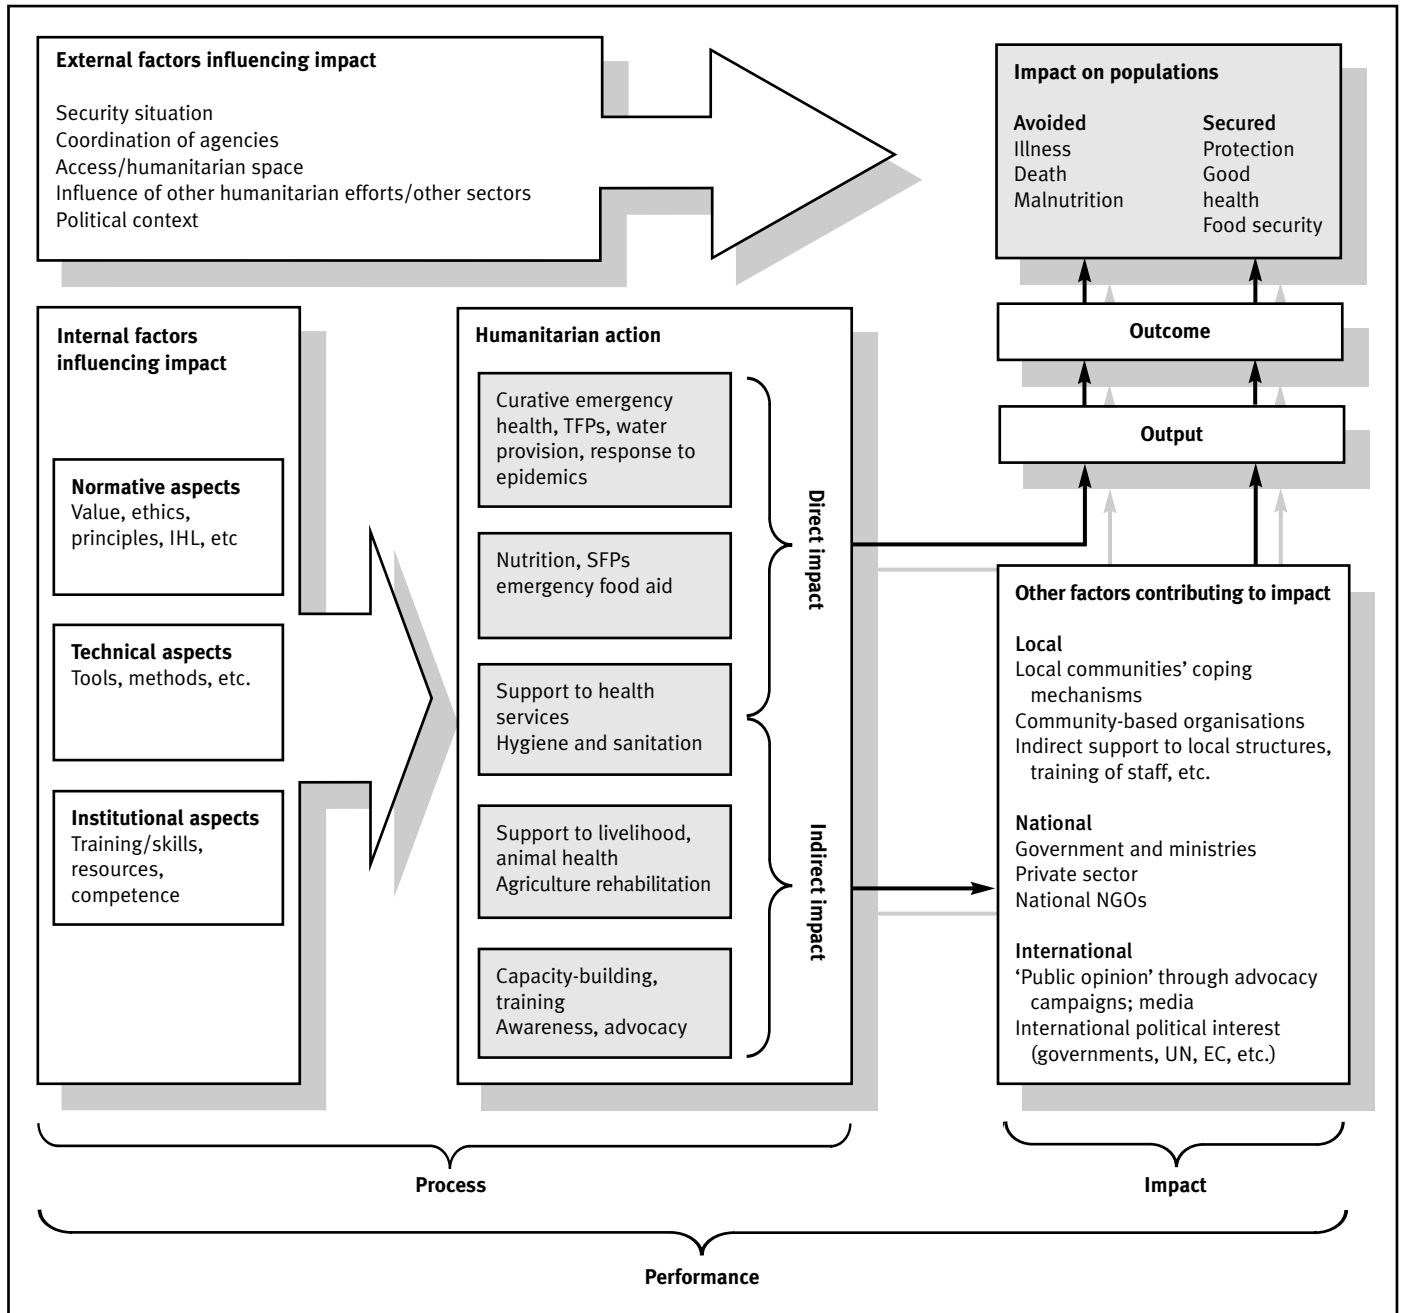 External factors influencing impact
Security situation
Coordination of agencies
Access/humanitarian space
Influence of other humanitarian efforts/other sectors
Political context
Impact on populations
Avoided
Illness
Death
Malnutrition
Secured
Protection
Good
health
Food security
Outcome
Output
Internal factors
influencing impact
Normative aspects
Value, ethics,
principles, IHL, etc
Technical aspects
Tools, methods, etc.
Institutional aspects
Training/skills,
resources,
competence
Humanitarian action
Curative emergency
health, TFPs, water
provision, response to
epidemics
Nutrition, SFPs
emergency food aid
Support to health
services
Hygiene and sanitation
Support to livelihood,
animal health
Agriculture rehabilitation
Capacity-building,
training
Awareness, advocacy
Direct impact
Indirect impact
Other factors contributing to impact
Local
Local communities’ coping
mechanisms
Community-based organisations
Indirect support to local structures,
training of staff, etc.
National
Government and ministries
Private sector
National NGOs
International
‘Public opinion’ through advocacy
campaigns; media
International political interest
(governments, UN, EC, etc.)
Process
Impact
Performance